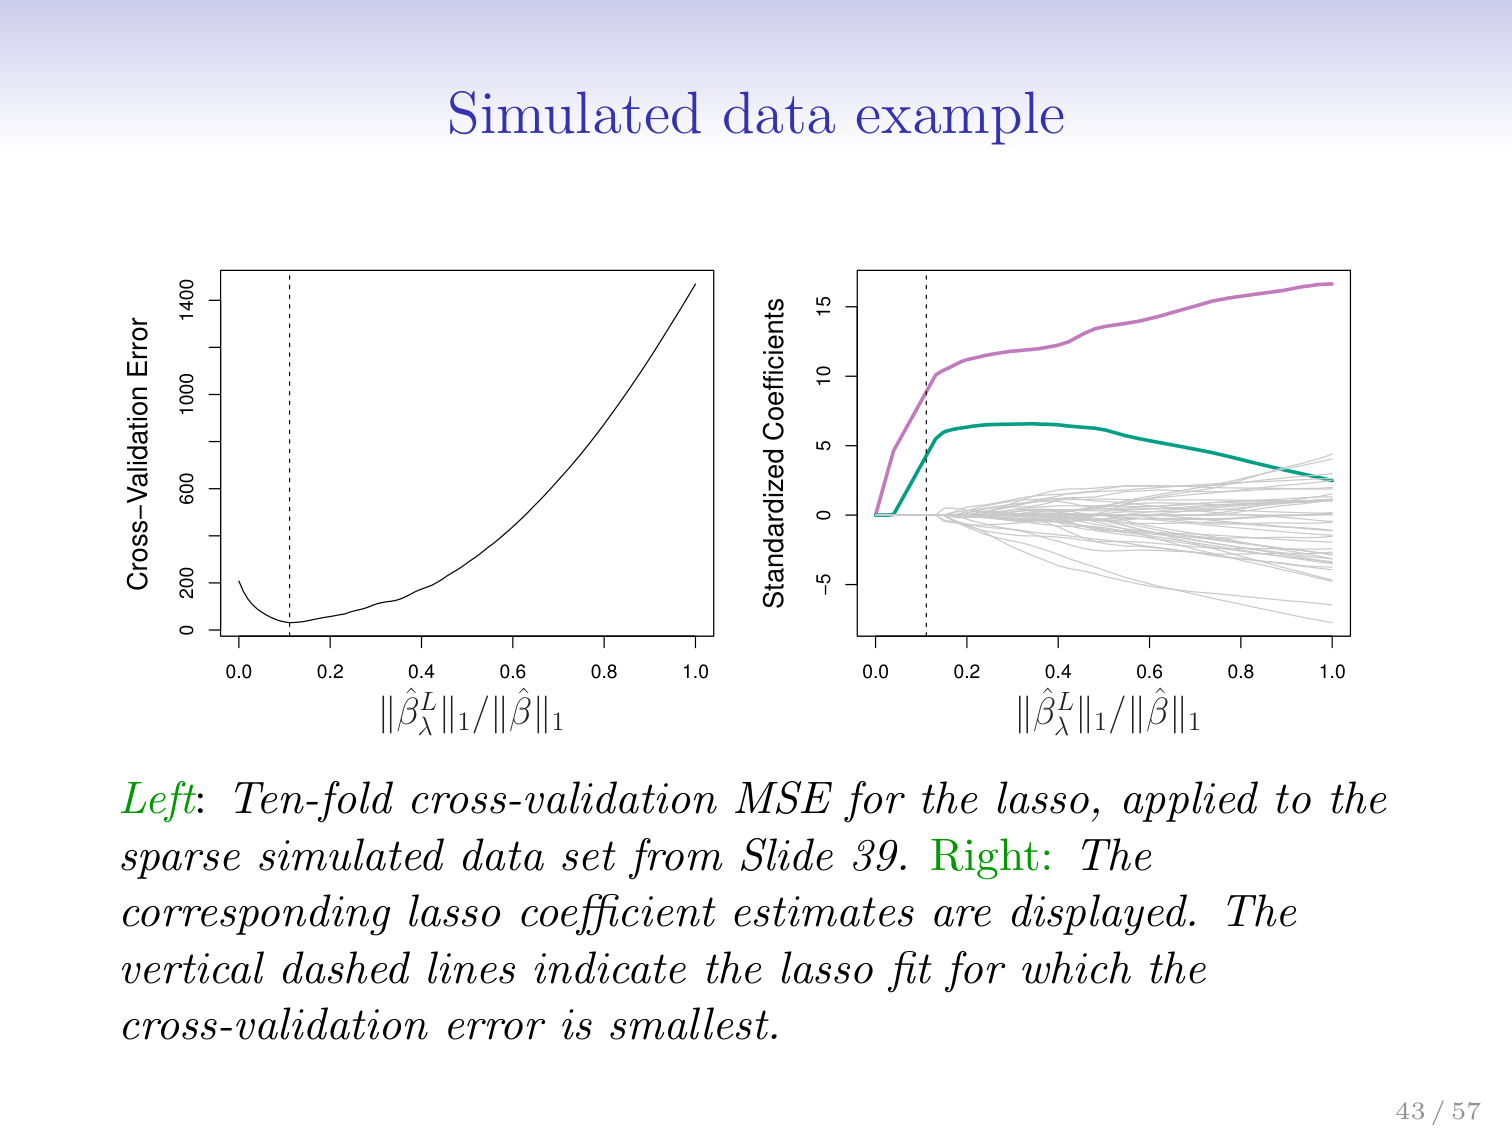 Simulated data example
Cross−Validation Error
0 200 600 1000 1400
0.0 0.2 0.4 0.6 0.8 1.0
‖β̂ᴸ_λ‖₁/‖β̂‖₁
Standardized Coefficients
−5 0 5 10 15
0.0 0.2 0.4 0.6 0.8 1.0
‖β̂ᴸ_λ‖₁/‖β̂‖₁
Left: Ten-fold cross-validation MSE for the lasso, applied to the
sparse simulated data set from Slide 39. Right: The
corresponding lasso coefficient estimates are displayed. The
vertical dashed lines indicate the lasso fit for which the
cross-validation error is smallest.
43 / 57